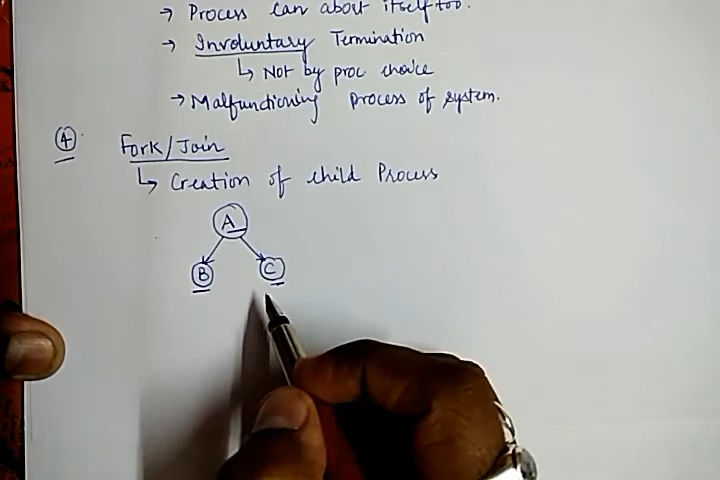 → Process can abort itself too.
→ Involuntary Termination
↳ Not by proc choice
→ Malfunctioning process of system.
④ Fork/Join
↳ Creation of child Process
A
B C